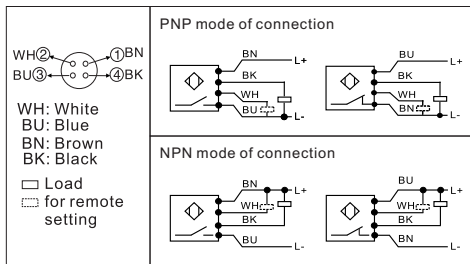 WH② ①BN
BU③ ④BK
WH: White
BU: Blue
BN: Brown
BK: Black
Load
for remote
setting
PNP mode of connection
BN L+
BK
WH
BU L-
BU L+
BK
WH
BN L-
NPN mode of connection
BN L+
WH
BK
BU L-
BU L+
WH
BK
BN L-